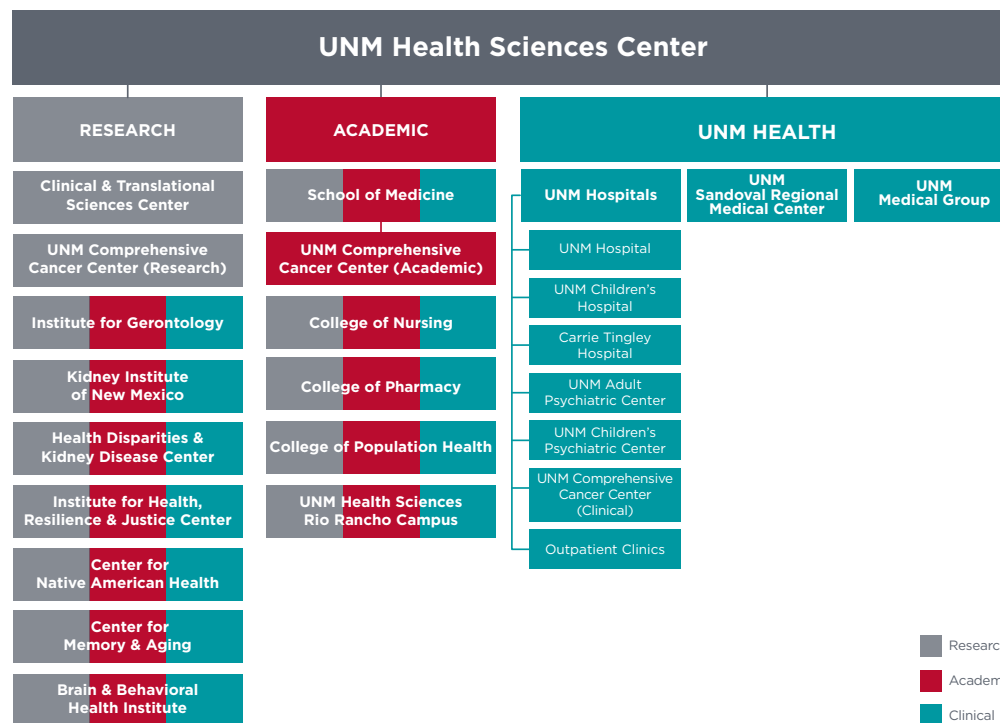 UNM Health Sciences Center
RESEARCH
Clinical & Translational
Sciences Center
UNM Comprehensive
Cancer Center (Research)
Institute for Gerontology
Kidney Institute
of New Mexico
Health Disparities &
Kidney Disease Center
Institute for Health,
Resilience & Justice Center
Center for
Native American Health
Center for
Memory & Aging
Brain & Behavioral
Health Institute
ACADEMIC
School of Medicine
UNM Comprehensive
Cancer Center (Academic)
College of Nursing
College of Pharmacy
College of Population Health
UNM Health Sciences
Rio Rancho Campus
UNM HEALTH
UNM Hospitals
UNM Hospital
UNM Children's
Hospital
Carrie Tingley
Hospital
UNM Adult
Psychiatric Center
UNM Children's
Psychiatric Center
UNM Comprehensive
Cancer Center
(Clinical)
Outpatient Clinics
UNM
Sandoval Regional
Medical Center
UNM
Medical Group
Researc
Academ
Clinical